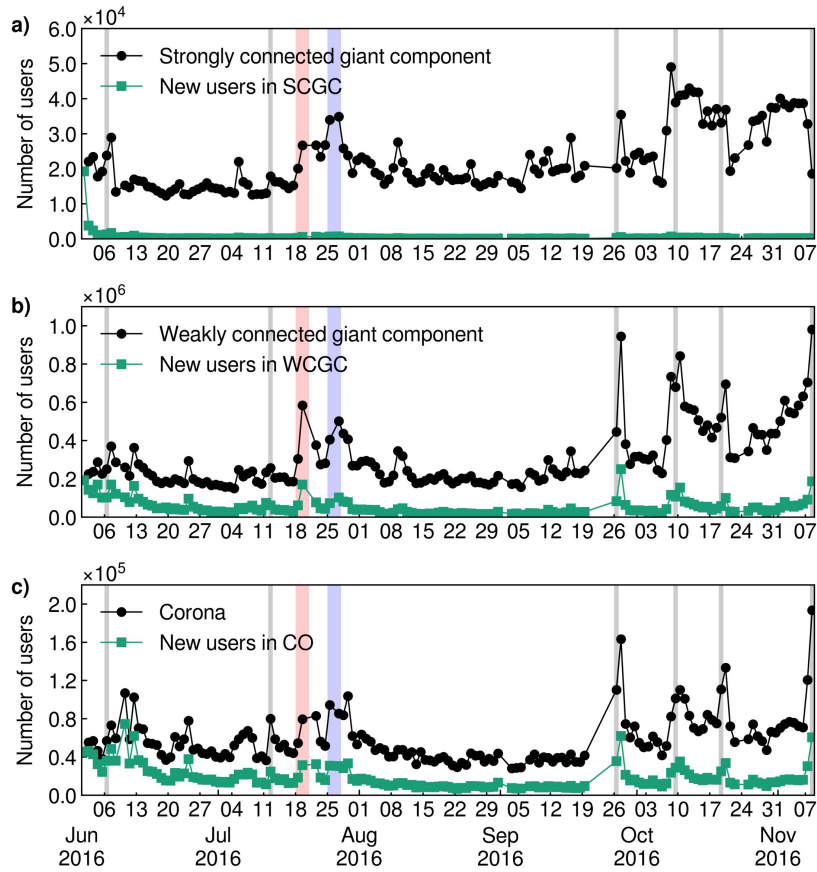 a)
×10⁴
6.0
5.0
4.0
3.0
2.0
1.0
0.0
Number of users
Strongly connected giant component
New users in SCGC
06 13 20 27 04 11 18 25 01 08 15 22 29 05 12 19 26 03 10 17 24 31 07
b)
×10⁶
1.0
0.8
0.6
0.4
0.2
0.0
Number of users
Weakly connected giant component
New users in WCGC
06 13 20 27 04 11 18 25 01 08 15 22 29 05 12 19 26 03 10 17 24 31 07
c)
×10⁵
2.0
1.6
1.2
0.8
0.4
0.0
Number of users
Corona
New users in CO
06 13 20 27 04 11 18 25 01 08 15 22 29 05 12 19 26 03 10 17 24 31 07
Jun Jul Aug Sep Oct Nov
2016 2016 2016 2016 2016 2016